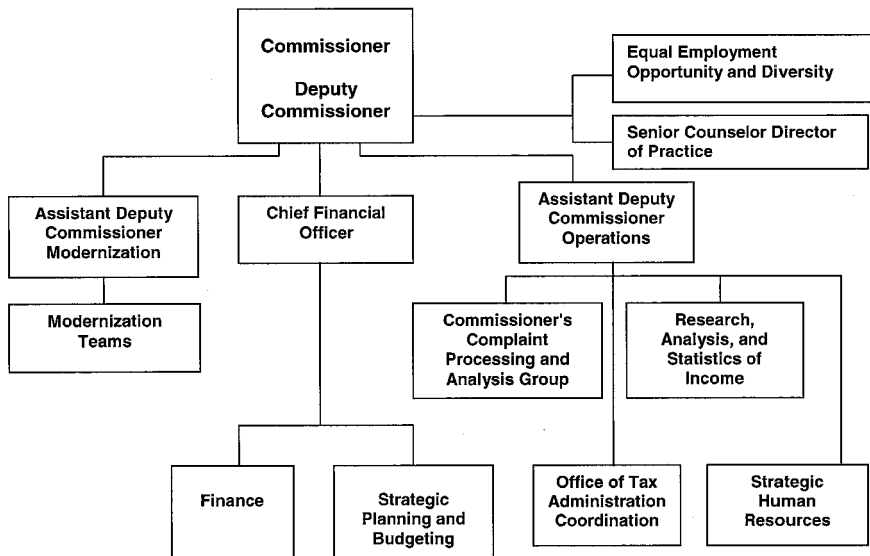 Commissioner
Deputy
Commissioner
Equal Employment
Opportunity and Diversity
Senior Counselor Director
of Practice
Assistant Deputy
Commissioner
Modernization
Chief Financial
Officer
Assistant Deputy
Commissioner
Operations
Modernization
Teams
Commissioner's
Complaint
Processing and
Analysis Group
Research,
Analysis, and
Statistics of
Income
Finance
Strategic
Planning and
Budgeting
Office of Tax
Administration
Coordination
Strategic
Human
Resources